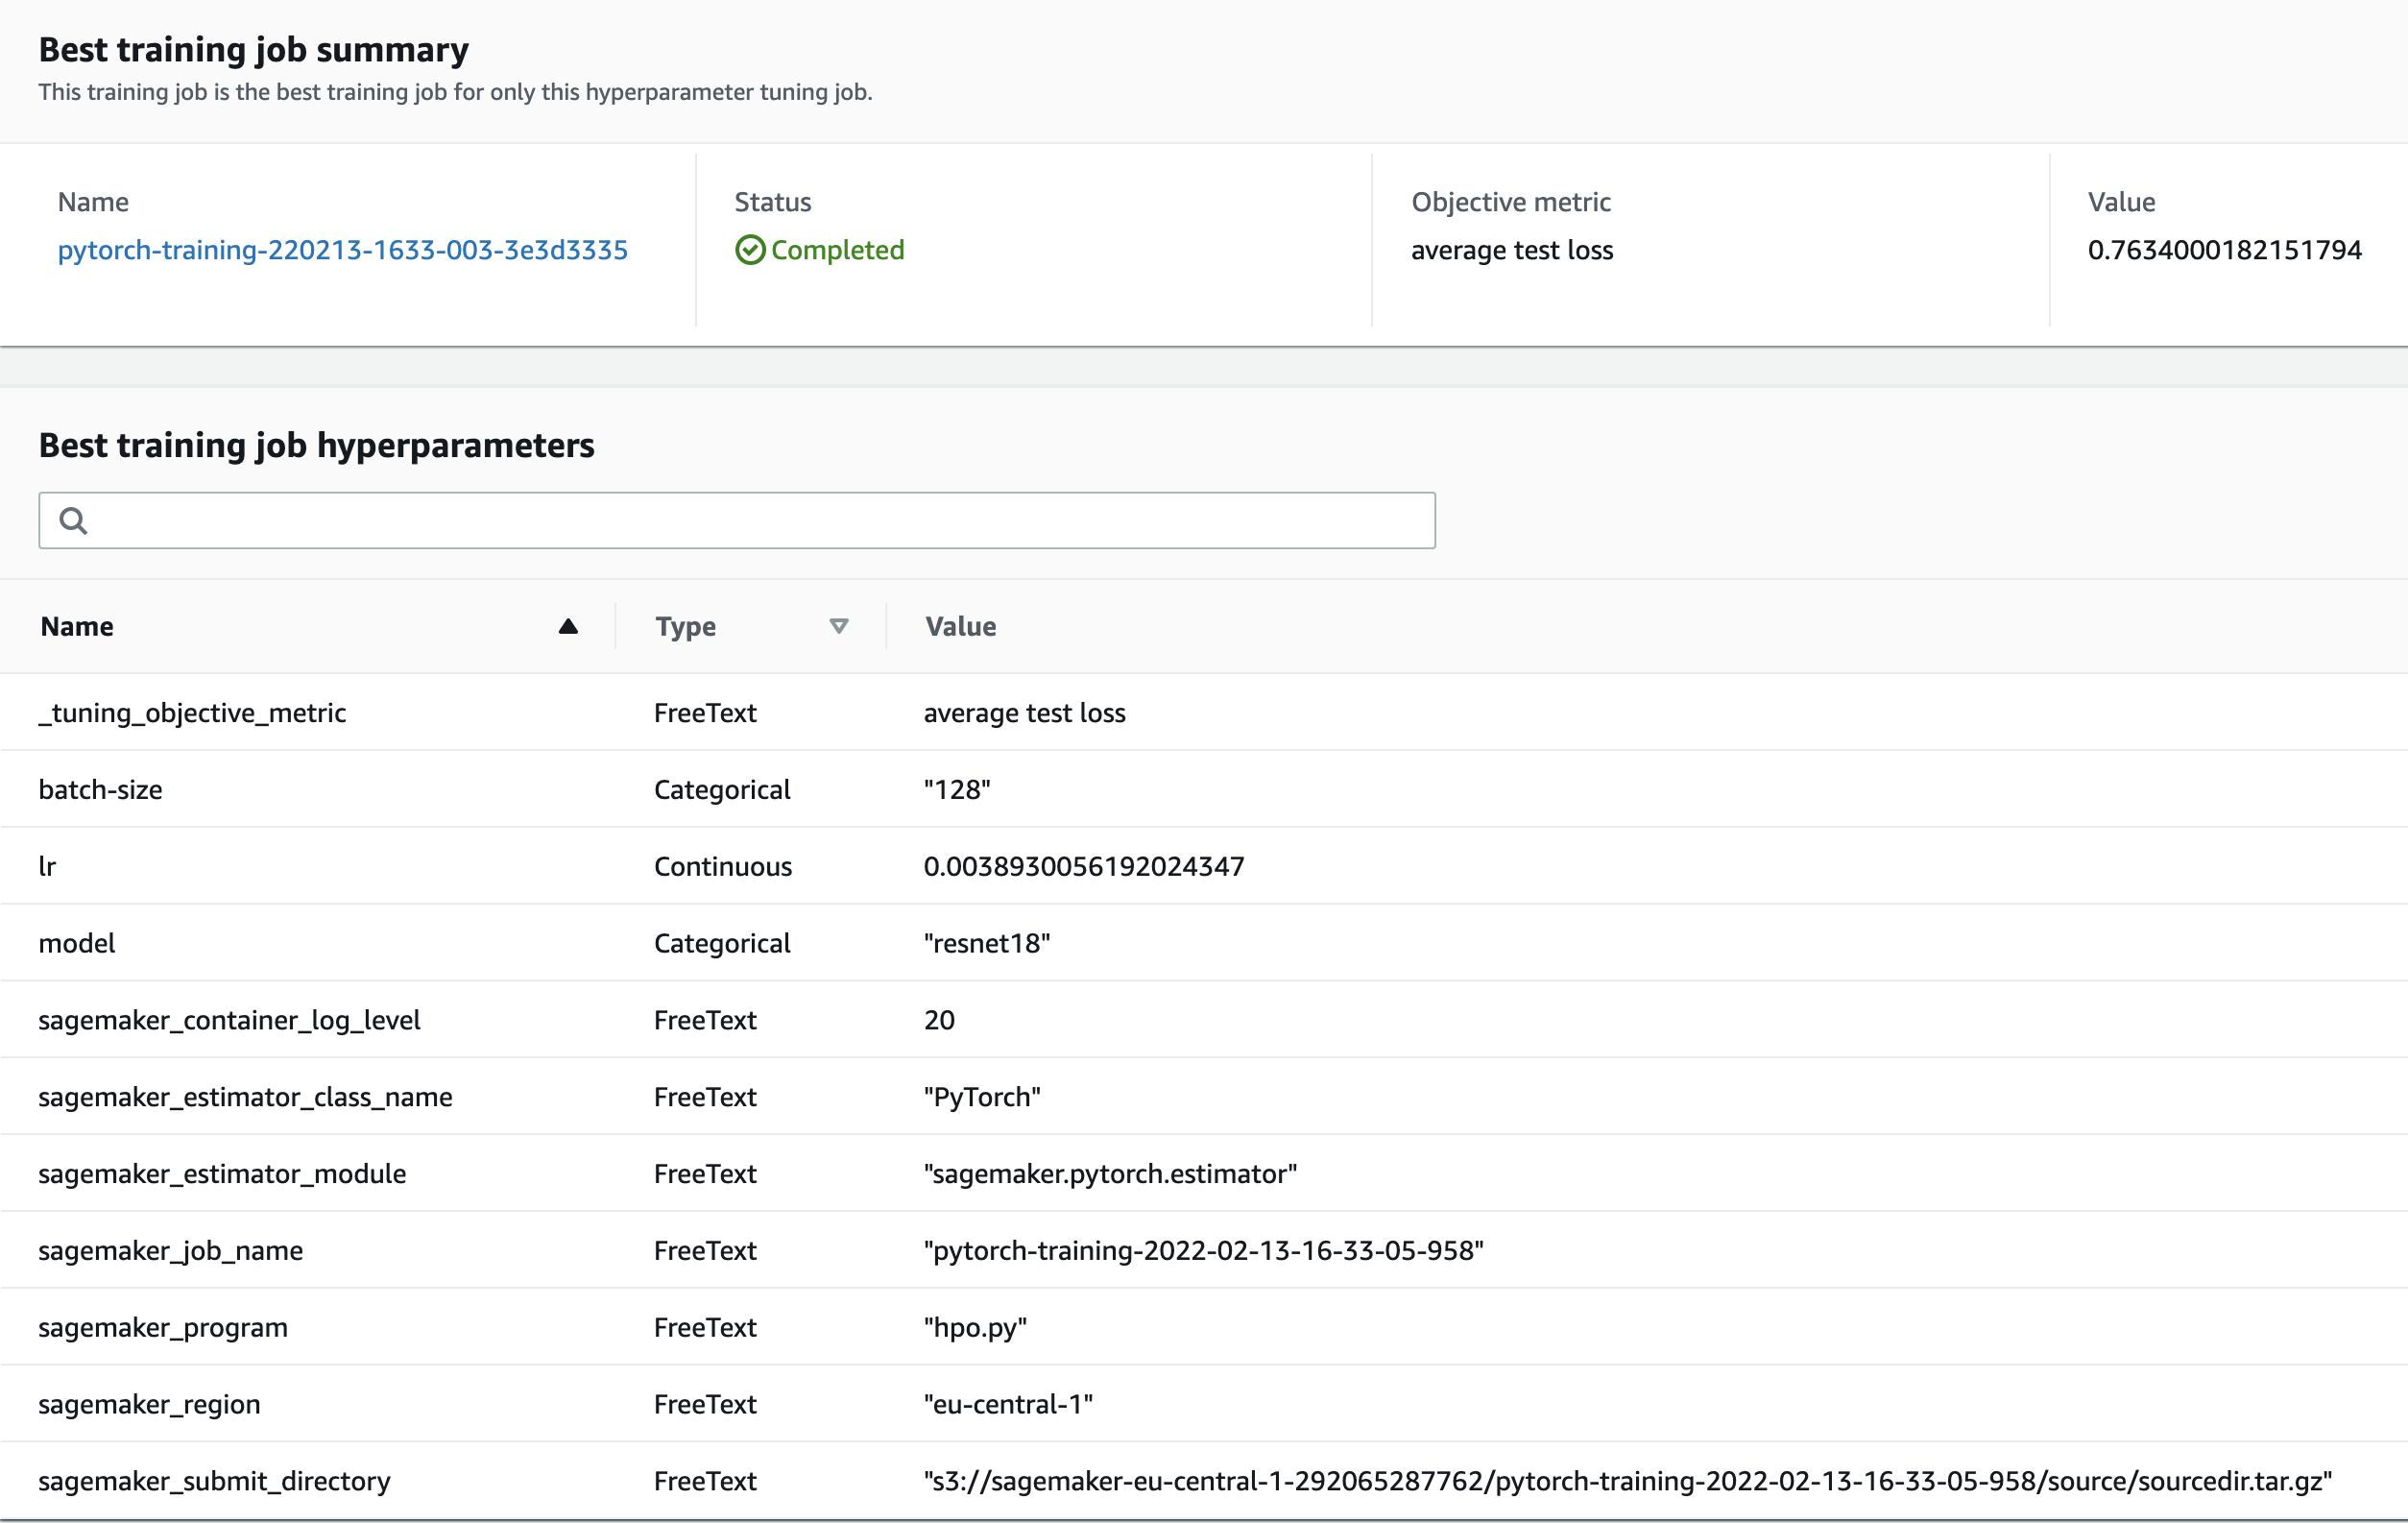 Best training job summary
This training job is the best training job for only this hyperparameter tuning job.
Name Status Objective metric Value
pytorch-training-220213-1633-003-3e3d3335 Completed average test loss 0.7634000182151794
Best training job hyperparameters
Name Type Value
_tuning_objective_metric FreeText average test loss
batch-size Categorical "128"
lr Continuous 0.0038930056192024347
model Categorical "resnet18"
sagemaker_container_log_level FreeText 20
sagemaker_estimator_class_name FreeText "PyTorch"
sagemaker_estimator_module FreeText "sagemaker.pytorch.estimator"
sagemaker_job_name FreeText "pytorch-training-2022-02-13-16-33-05-958"
sagemaker_program FreeText "hpo.py"
sagemaker_region FreeText "eu-central-1"
sagemaker_submit_directory FreeText "s3://sagemaker-eu-central-1-292065287762/pytorch-training-2022-02-13-16-33-05-958/source/sourcedir.tar.gz"